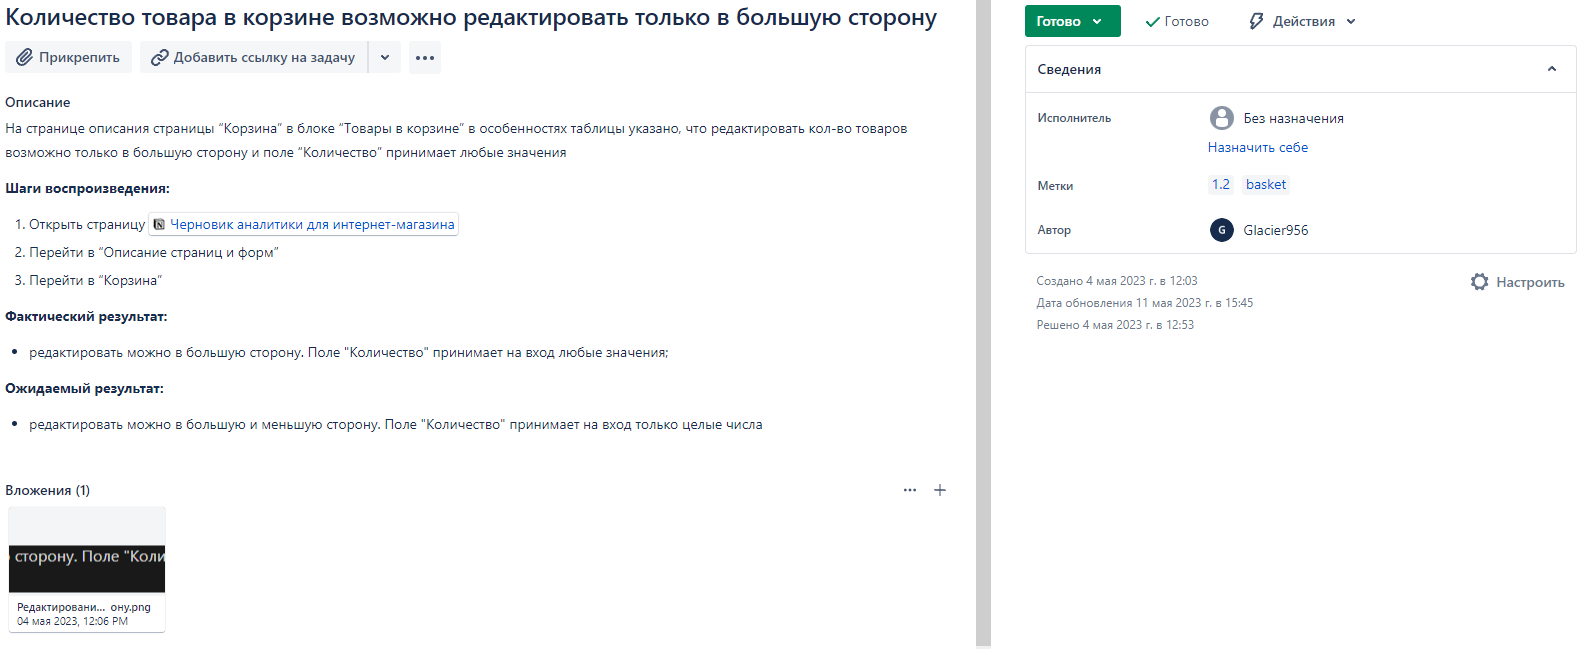 Количество товара в корзине возможно редактировать только в большую сторону
Прикрепить
Добавить ссылку на задачу
Описание
На странице описания страницы “Корзина” в блоке “Товары в корзине” в особенностях таблицы указано, что редактировать кол-во товаров
возможно только в большую сторону и поле “Количество” принимает любые значения
Шаги воспроизведения:
1. Открыть страницу Черновик аналитики для интернет-магазина
2. Перейти в “Описание страниц и форм”
3. Перейти в “Корзина”
Фактический результат:
• редактировать можно в большую сторону. Поле "Количество" принимает на вход любые значения;
Ожидаемый результат:
• редактировать можно в большую и меньшую сторону. Поле "Количество" принимает на вход только целые числа
Вложения (1)
сторону. Поле "Коли
Редактировани... ону.png
04 мая 2023, 12:06 PM
Готово
Готово
Действия
Сведения
Исполнитель
Без назначения
Назначить себе
Метки
1.2 basket
Автор
G Glacier956
Создано 4 мая 2023 г. в 12:03
Настроить
Дата обновления 11 мая 2023 г. в 15:45
Решено 4 мая 2023 г. в 12:53